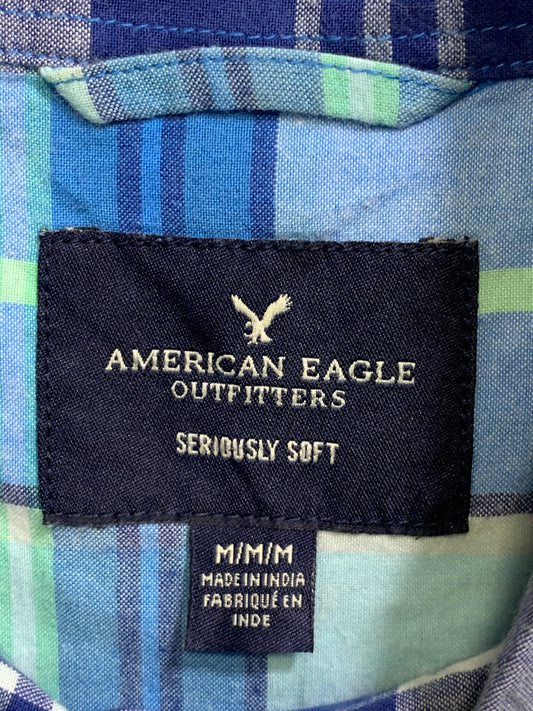 AMERICAN EAGLE
OUTFITTERS
SERIOUSLY SOFT
M/M/M
MADE IN INDIA
FABRIQUÉ EN
INDE